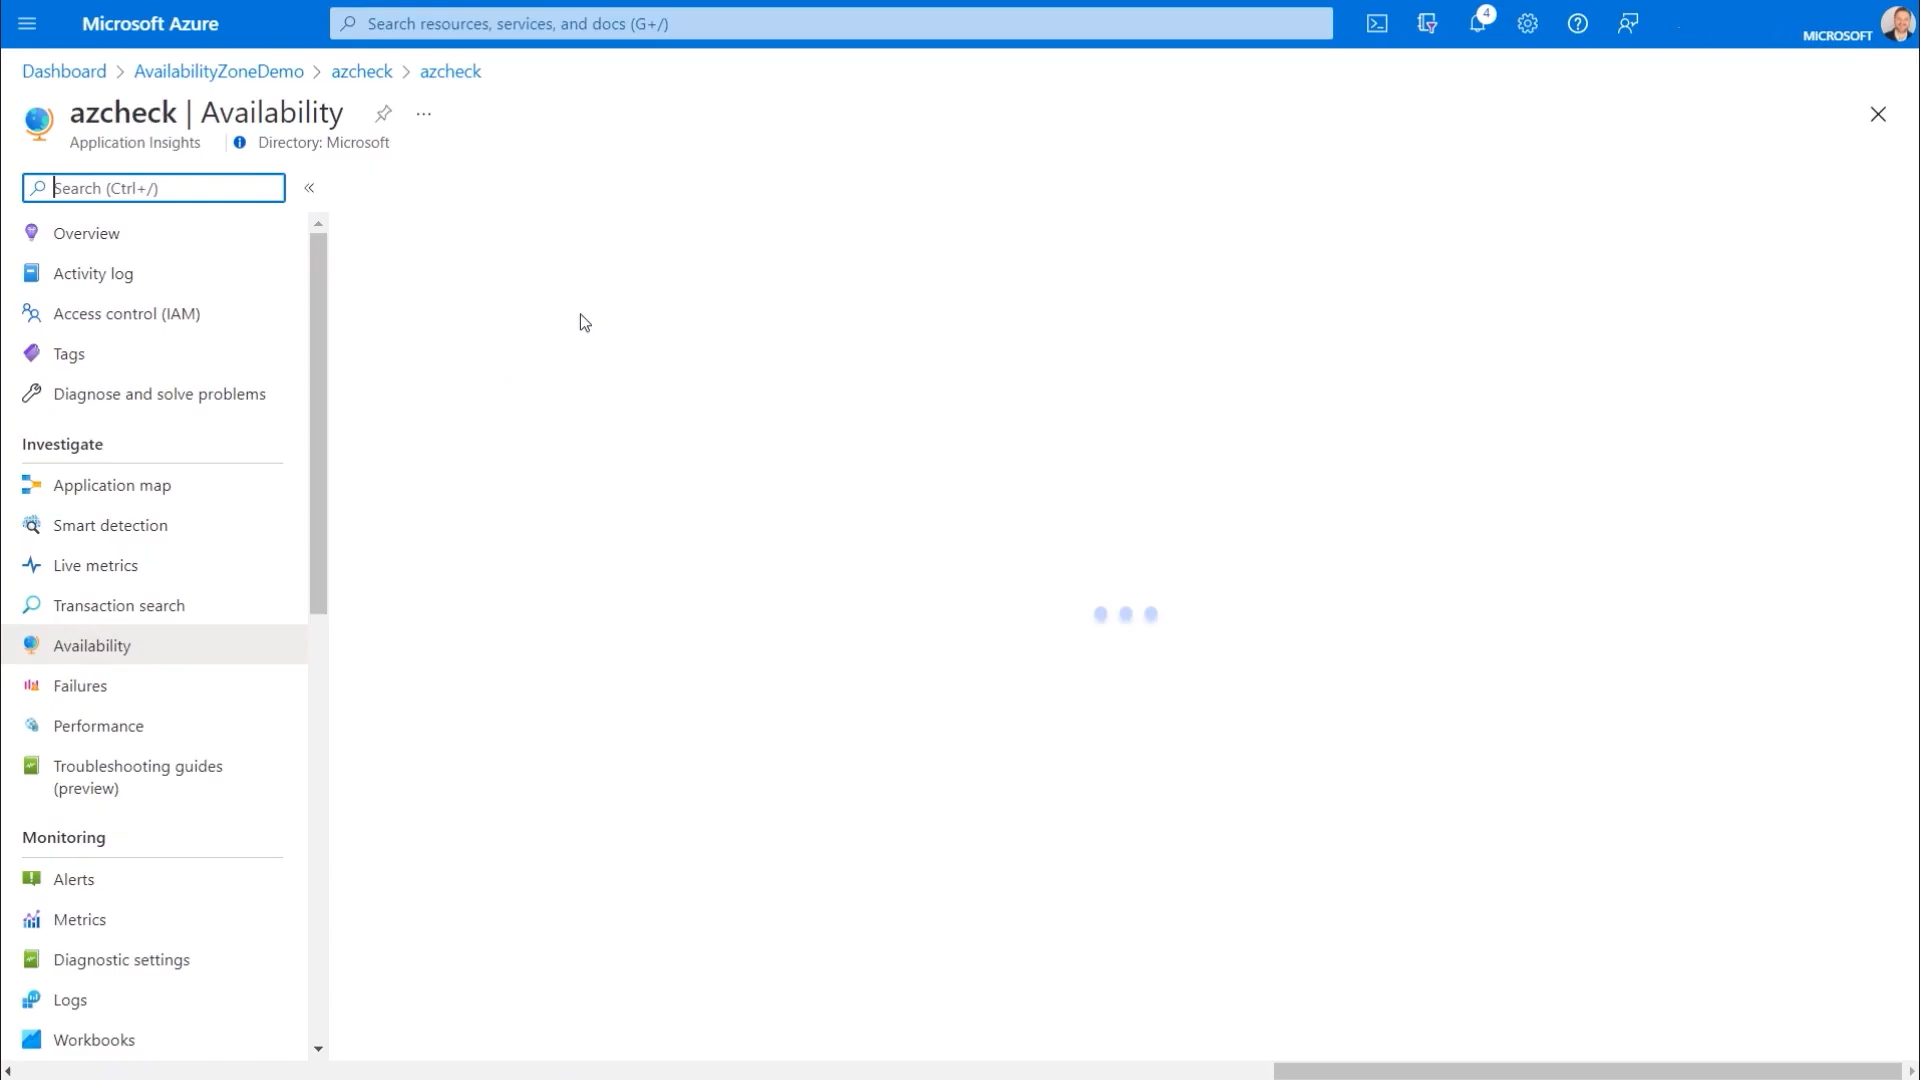 Microsoft Azure
Search resources, services, and docs (G+/)
4
MICROSOFT
Dashboard > AvailabilityZoneDemo > azcheck > azcheck
azcheck | Availability
Application Insights
Directory: Microsoft
Search (Ctrl+/)
Overview
Activity log
Access control (IAM)
Tags
Diagnose and solve problems
Investigate
Application map
Smart detection
Live metrics
Transaction search
Availability
Failures
Performance
Troubleshooting guides
(preview)
Monitoring
Alerts
Metrics
Diagnostic settings
Logs
Workbooks